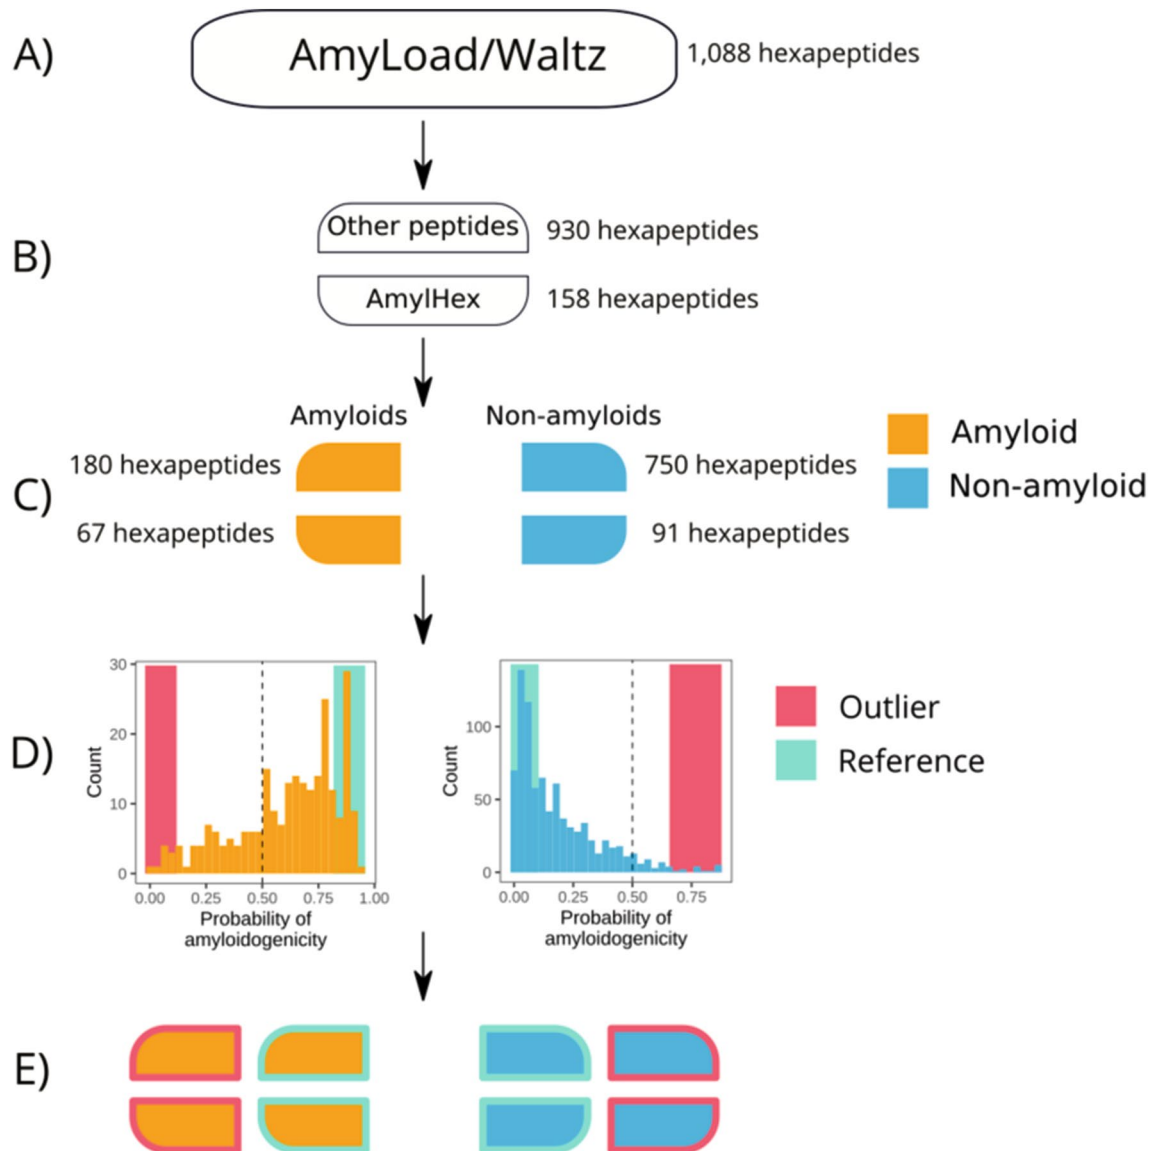 A)
AmyLoad/Waltz
1,088 hexapeptides
B)
Other peptides
930 hexapeptides
AmylHex
158 hexapeptides
C)
Amyloids
Non-amyloids
180 hexapeptides
750 hexapeptides
67 hexapeptides
91 hexapeptides
Amyloid
Non-amyloid
D)
Count
30
20
10
0
0.00
0.25
0.50
0.75
1.00
Probability of
amyloidogenicity
Count
100
50
0
0.00
0.25
0.50
0.75
Probability of
amyloidogenicity
Outlier
Reference
E)